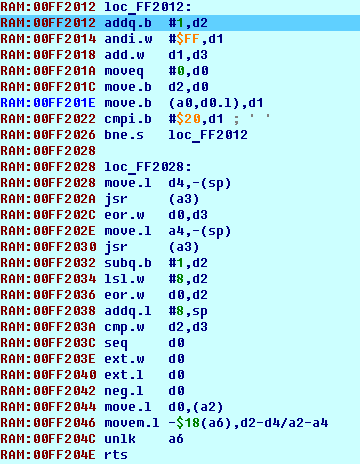 RAM:00FF2012 loc_FF2012:
RAM:00FF2012 addq.b #1,d2
RAM:00FF2014 andi.w #$FF,d1
RAM:00FF2018 add.w d1,d3
RAM:00FF201A moveq #0,d0
RAM:00FF201C move.b d2,d0
RAM:00FF201E move.b (a0,d0.l),d1
RAM:00FF2022 cmpi.b #$20,d1 ; ' '
RAM:00FF2026 bne.s loc_FF2012
RAM:00FF2028
RAM:00FF2028 loc_FF2028:
RAM:00FF2028 move.l d4,-(sp)
RAM:00FF202A jsr (a3)
RAM:00FF202C eor.w d0,d3
RAM:00FF202E move.l a4,-(sp)
RAM:00FF2030 jsr (a3)
RAM:00FF2032 subq.b #1,d2
RAM:00FF2034 lsl.w #8,d2
RAM:00FF2036 eor.w d0,d2
RAM:00FF2038 addq.l #8,sp
RAM:00FF203A cmp.w d2,d3
RAM:00FF203C seq d0
RAM:00FF203E ext.w d0
RAM:00FF2040 ext.l d0
RAM:00FF2042 neg.l d0
RAM:00FF2044 move.l d0,(a2)
RAM:00FF2046 movem.l -$18(a6),d2-d4/a2-a4
RAM:00FF204C unlk a6
RAM:00FF204E rts